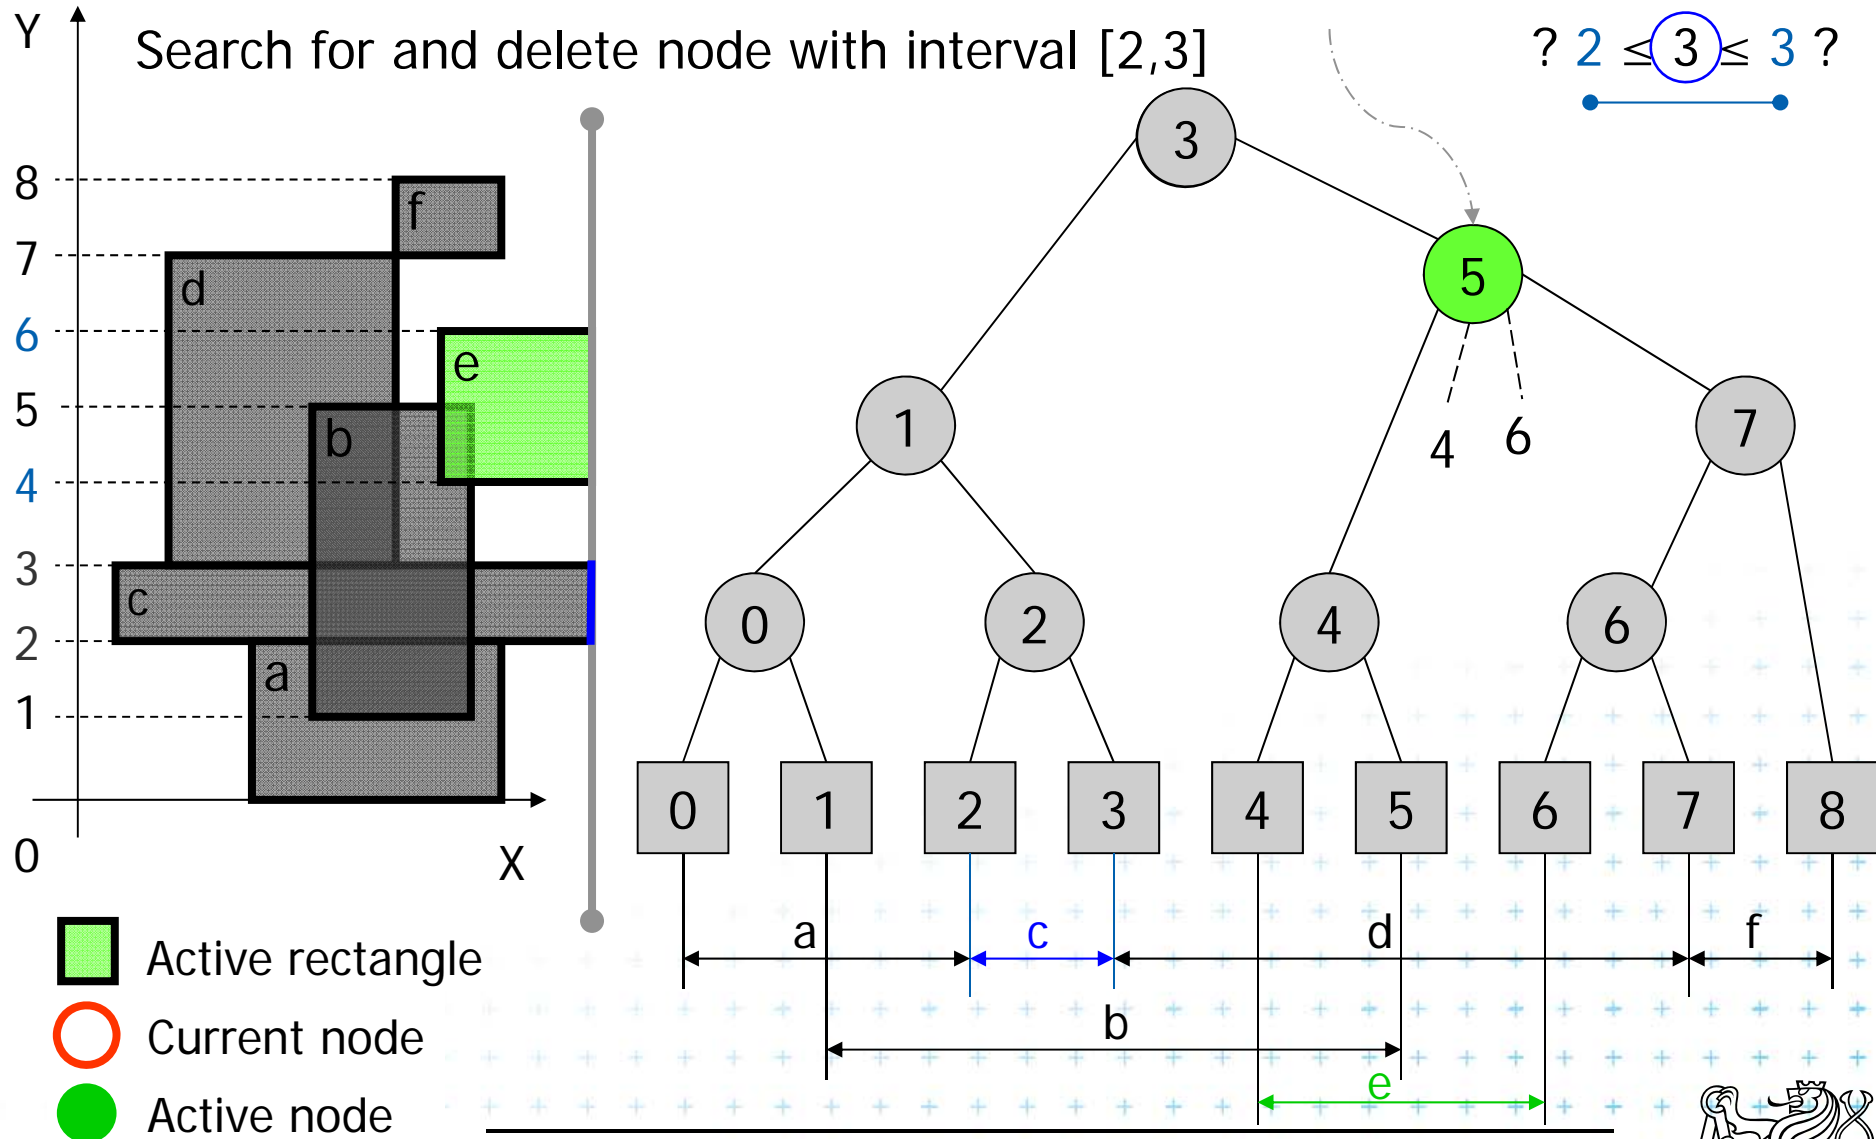 Y
Search for and delete node with interval [2,3]
? 2 ≤ 3 ≤ 3 ?
3
8
f
7
d
5
6
e
5
b
1
7
4
6
4
3
c
0
2
4
6
2
a
1
0
1
2
3
4
5
6
7
8
0
X
a
c
d
f
Active rectangle
b
Current node
e
Active node